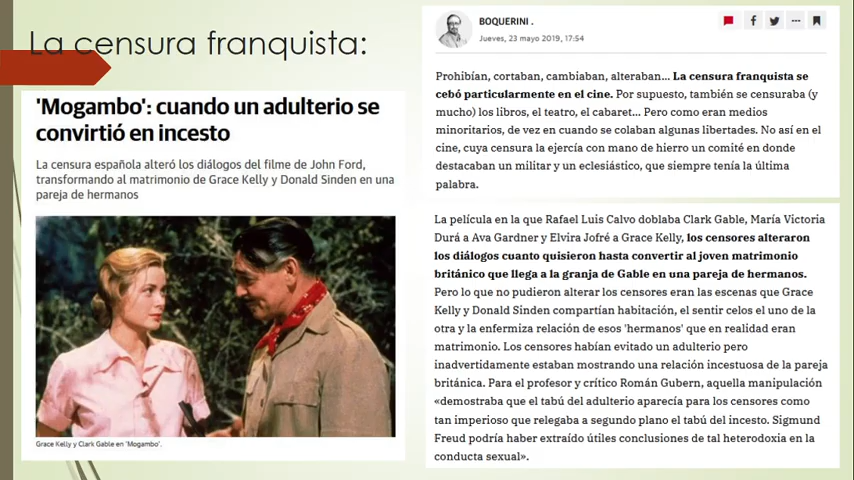 La censura franquista:
'Mogambo': cuando un adulterio se
convirtió en incesto
La censura española alteró los diálogos del filme de John Ford,
transformando al matrimonio de Grace Kelly y Donald Sinden en una
pareja de hermanos
Grace Kelly y Clark Gable en 'Mogambo'.
BOQUERINI .
Jueves, 23 mayo 2019, 17:54
Prohibían, cortaban, cambiaban, alteraban... La censura franquista se
cebó particularmente en el cine. Por supuesto, también se censuraba (y
mucho) los libros, el teatro, el cabaret... Pero como eran medios
minoritarios, de vez en cuando se colaban algunas libertades. No así en el
cine, cuya censura la ejercía con mano de hierro un comité en donde
destacaban un militar y un eclesiástico, que siempre tenía la última
palabra.
La película en la que Rafael Luis Calvo doblaba Clark Gable, María Victoria
Durá a Ava Gardner y Elvira Jofré a Grace Kelly, los censores alteraron
los diálogos cuanto quisieron hasta convertir al joven matrimonio
británico que llega a la granja de Gable en una pareja de hermanos.
Pero lo que no pudieron alterar los censores eran las escenas que Grace
Kelly y Donald Sinden compartían habitación, el sentir celos el uno de la
otra y la enfermiza relación de esos 'hermanos' que en realidad eran
matrimonio. Los censores habían evitado un adulterio pero
inadvertidamente estaban mostrando una relación incestuosa de la pareja
británica. Para el profesor y crítico Román Gubern, aquella manipulación
«demostraba que el tabú del adulterio aparecía para los censores como
tan imperioso que relegaba a segundo plano el tabú del incesto. Sigmund
Freud podría haber extraído útiles conclusiones de tal heterodoxia en la
conducta sexual».